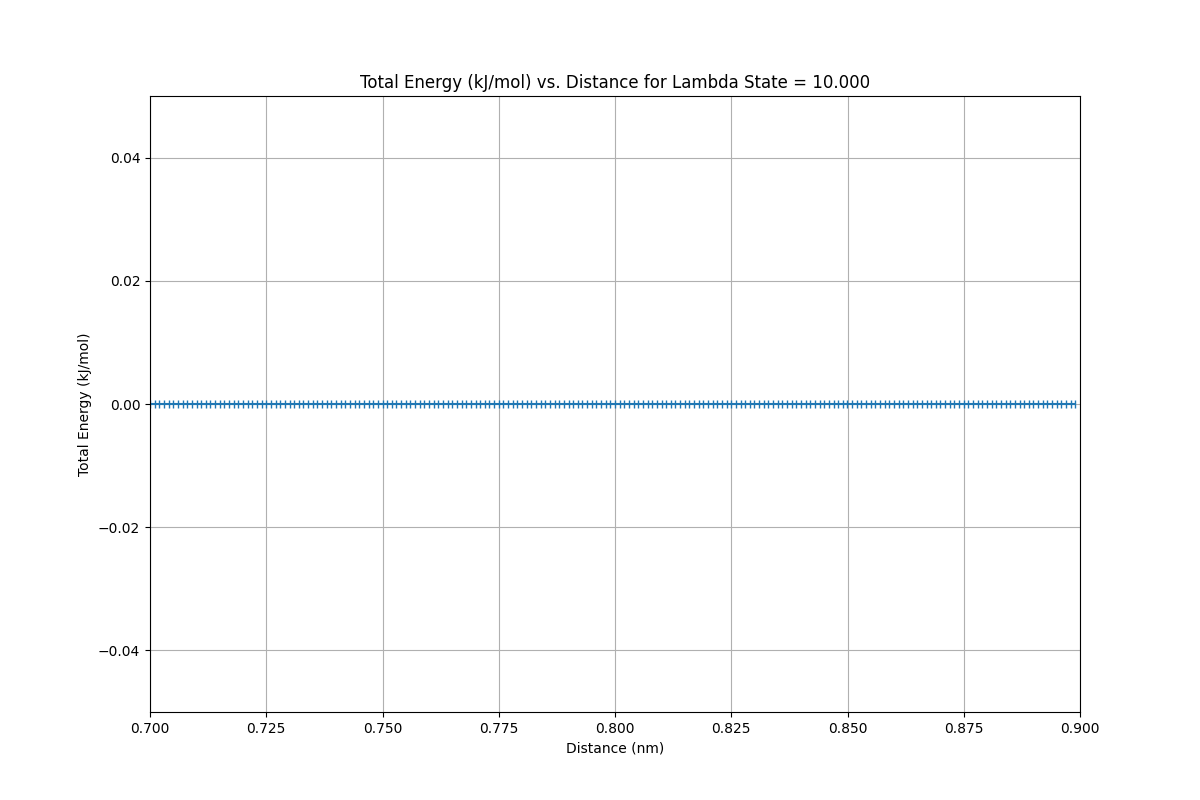 Total Energy (kJ/mol) vs. Distance for Lambda State = 10.000
0.04
0.02
0.00
−0.02
−0.04
Total Energy (kJ/mol)
0.700 0.725 0.750 0.775 0.800 0.825 0.850 0.875 0.900
Distance (nm)